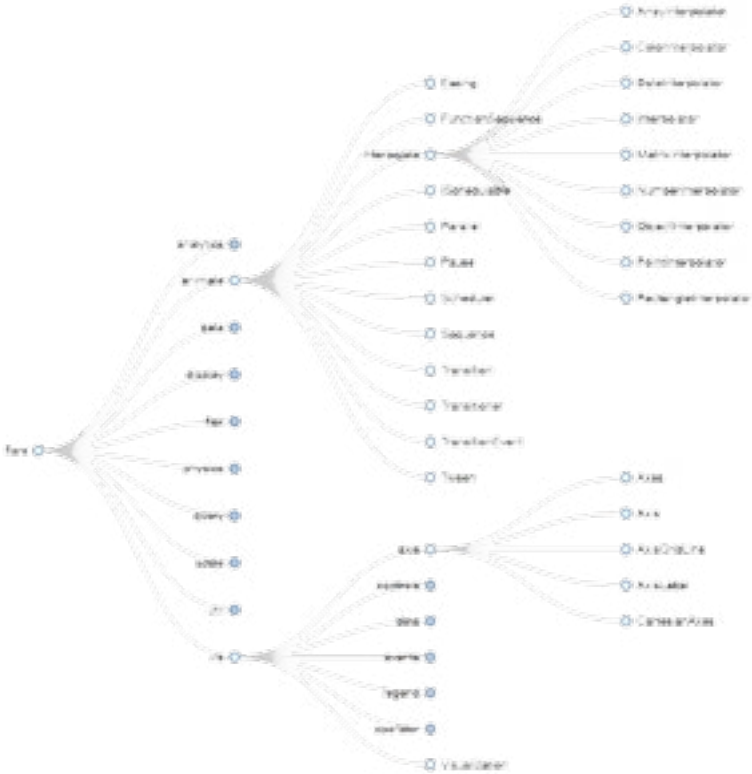 ArrayInterpolator
ColorInterpolator
DateInterpolator
Interpolator
MatrixInterpolator
NumberInterpolator
ObjectInterpolator
PointInterpolator
RectangleInterpolator
Easing
FunctionSequence
interpolate
ISchedulable
Parallel
Pause
Scheduler
Sequence
Transition
Transitioner
TransitionEvent
Tween
analytics
animate
data
display
flex
physics
query
scale
util
vis
flare
axis
controls
data
events
legend
operator
Visualization
Axes
Axis
AxisGridLine
AxisLabel
CartesianAxes